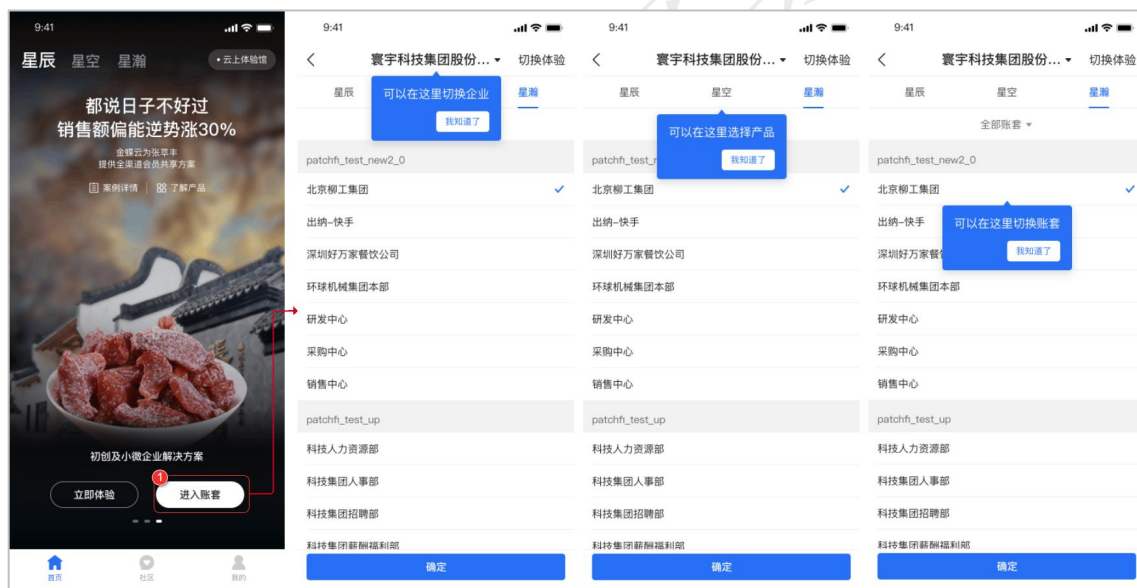 9:41
星辰 星空 星瀚
•云上体验馆
都说日子不好过
销售额偏能逆势涨30%
金蝶云为张萃丰
提供全渠道会员共享方案
案例详情 | 了解产品
初创及小微企业解决方案
1
立即体验
进入账套
首页 社区 我的
9:41
寰宇科技集团股份...
切换体验
星辰 星瀚
可以在这里切换企业
我知道了
patchfi_test_new2_0
北京柳工集团
出纳-快手
深圳好万家餐饮公司
环球机械集团本部
研发中心
采购中心
销售中心
patchfi_test_up
科技人力资源部
科技集团人事部
科技集团招聘部
科技集团薪酬福利部
确定
9:41
寰宇科技集团股份...
切换体验
星辰 星空 星瀚
可以在这里选择产品
我知道了
patchfi_test_
北京柳工集团
出纳-快手
深圳好万家餐饮公司
环球机械集团本部
研发中心
采购中心
销售中心
patchfi_test_up
科技人力资源部
科技集团人事部
科技集团招聘部
科技集团薪酬福利部
确定
9:41
寰宇科技集团股份...
切换体验
星辰 星空 星瀚
全部账套
patchfi_test_new2_0
北京柳工集团
出纳-快手
可以在这里切换账套
我知道了
深圳好万家餐
环球机械集团本部
研发中心
采购中心
销售中心
patchfi_test_up
科技人力资源部
科技集团人事部
科技集团招聘部
科技集团薪酬福利部
确定